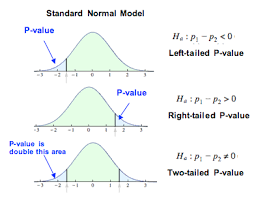 Standard Normal Model
P-value
Hₐ : p₁ − p₂ < 0
Left-tailed P-value
-3 -2 -1 0 1 2 3
P-value
Hₐ : p₁ − p₂ > 0
Right-tailed P-value
-3 -2 -1 0 1 2 3
P-value is
double this area
Hₐ : p₁ − p₂ ≠ 0
Two-tailed P-value
-3 -2 -1 0 1 2 3